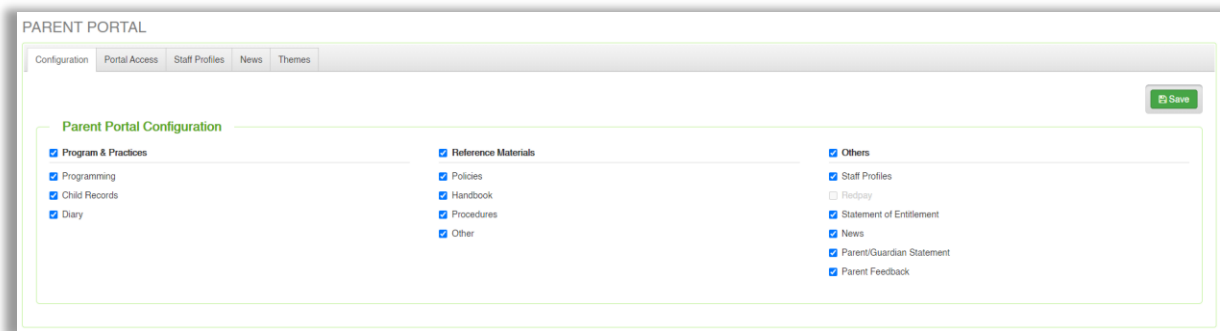 PARENT PORTAL
Configuration Portal Access Staff Profiles News Themes
Save
Parent Portal Configuration
Program & Practices
Programming
Child Records
Diary
Reference Materials
Policies
Handbook
Procedures
Other
Others
Staff Profiles
Redpay
Statement of Entitlement
News
Parent/Guardian Statement
Parent Feedback